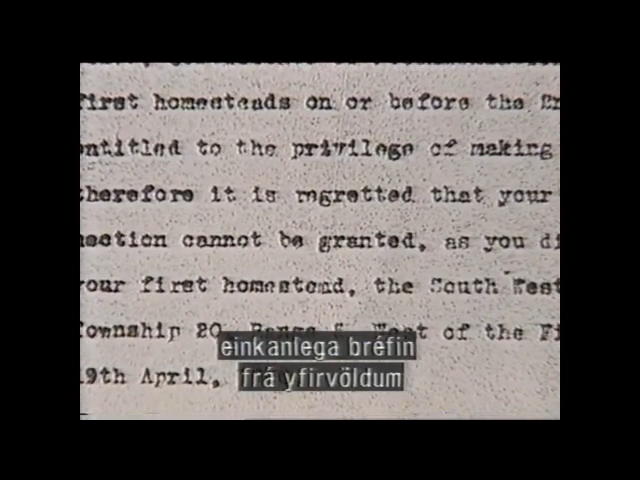 first homesteads on or before the
entitled to the privilege of making
therefore it is regretted that your
section cannot be granted, as you
your first homestead, the South West
Township 20, Range West of the
19th April,
einkanlega bréfin
frá yfirvöldum